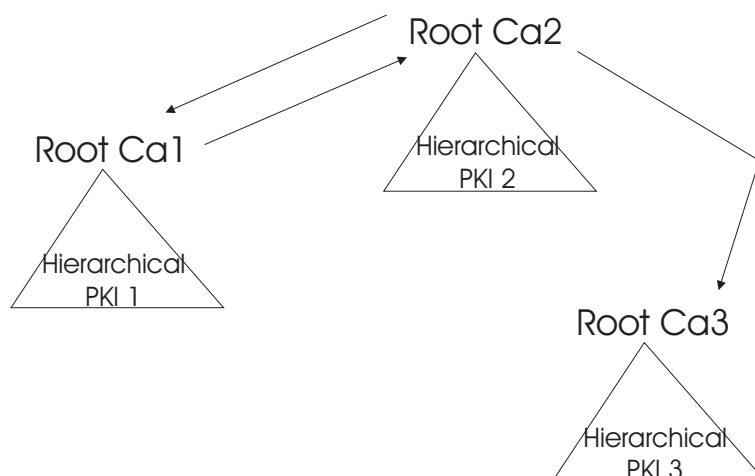 Root Ca2
Root Ca1
Hierarchical
PKI 2
Hierarchical
PKI 1
Root Ca3
Hierarchical
PKI 3